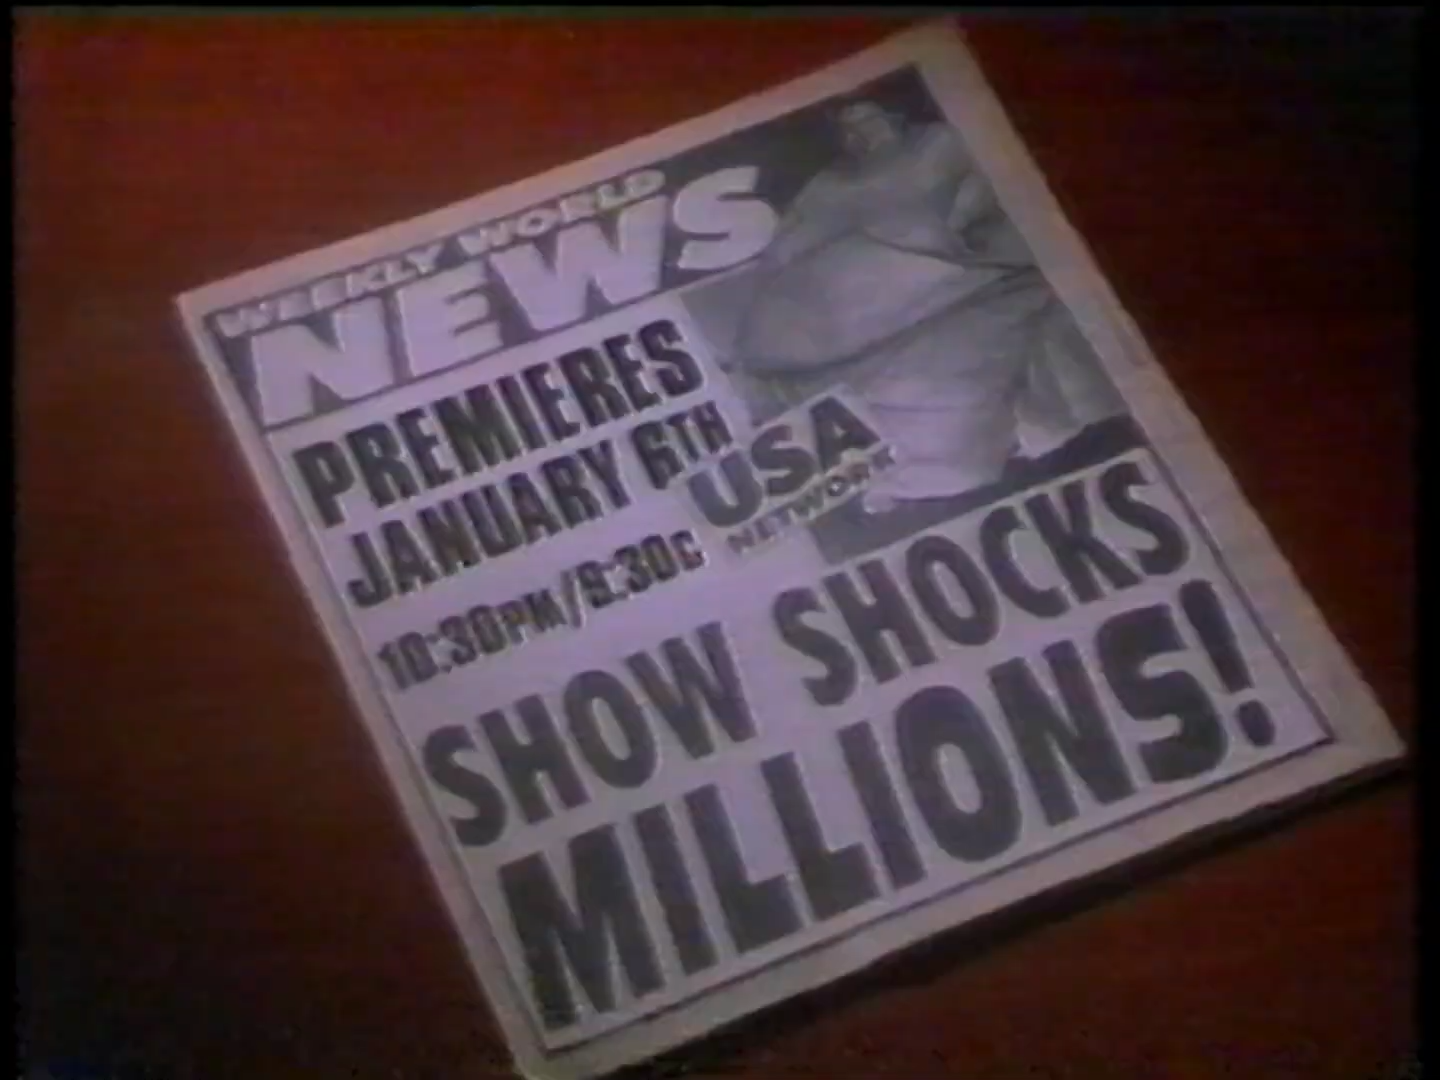 WEEKLY WORLD
NEWS
PREMIERES
JANUARY 6TH
USA
NETWORK
10:30PM/9:30C
SHOW SHOCKS
MILLIONS!